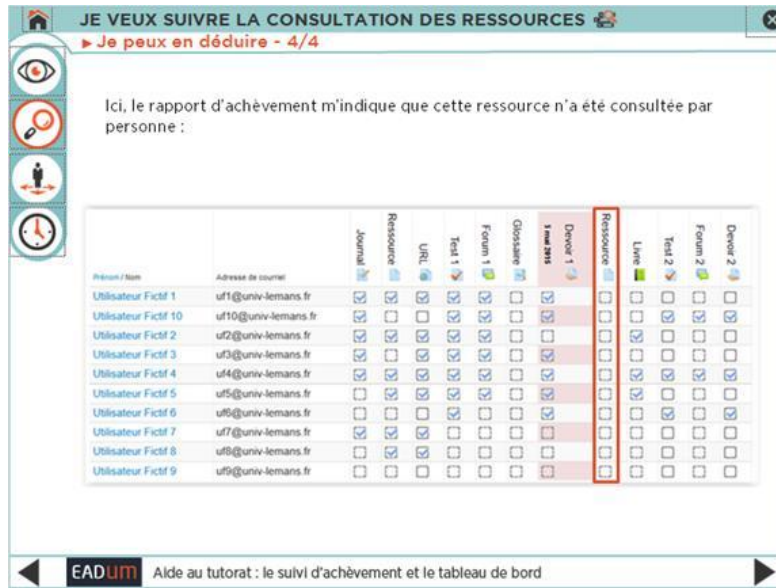 JE VEUX SUIVRE LA CONSULTATION DES RESSOURCES
Je peux en déduire - 4/4
Ici, le rapport d'achèvement m'indique que cette ressource n'a été consultée par
personne :
Prénom / Nom Adresse de courriel Journal Ressource URL Test 1 Forum 1 Glossaire 3 mai 2015 Devoir 1 Ressource Livre Test 2 Forum 2 Devoir 2
Utilisateur Fictif 1 uf1@univ-lemans.fr
Utilisateur Fictif 10 uf10@univ-lemans.fr
Utilisateur Fictif 2 uf2@univ-lemans.fr
Utilisateur Fictif 3 uf3@univ-lemans.fr
Utilisateur Fictif 4 uf4@univ-lemans.fr
Utilisateur Fictif 5 uf5@univ-lemans.fr
Utilisateur Fictif 6 uf6@univ-lemans.fr
Utilisateur Fictif 7 uf7@univ-lemans.fr
Utilisateur Fictif 8 uf8@univ-lemans.fr
Utilisateur Fictif 9 uf9@univ-lemans.fr
EADum Aide au tutorat : le suivi d'achèvement et le tableau de bord